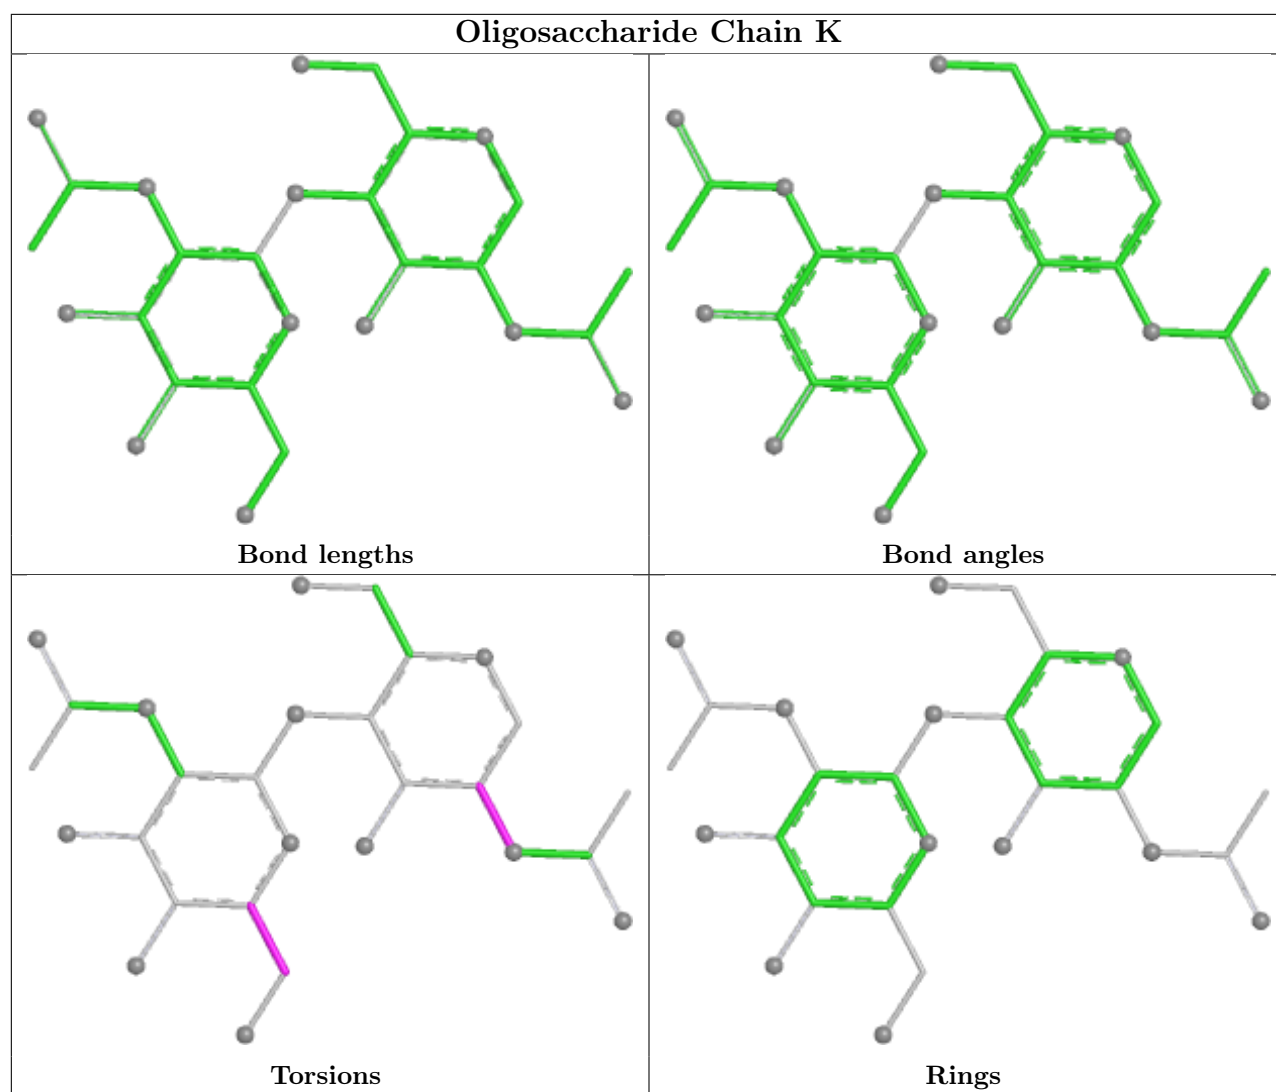 Oligosaccharide Chain K
Bond lengths
Bond angles
Torsions
Rings